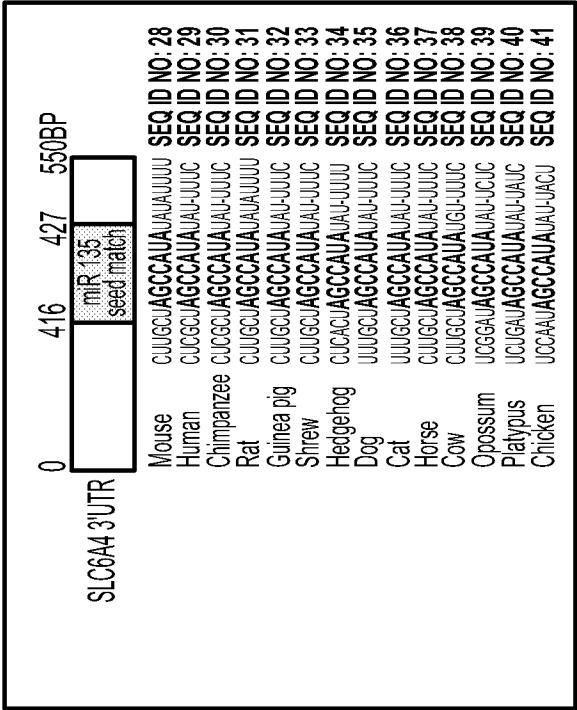 0 416 427 550BP
SLC6A4 3'UTR
miR 135
seed match
Mouse CUUGCUAGCCAUAUAUAUUUU SEQ ID NO: 28
Human CUCGCUAGCCAUAUAU-UUUC SEQ ID NO: 29
Chimpanzee CUCGCUAGCCAUAUAU-UUUC SEQ ID NO: 30
Rat CUUGCUAGCCAUAUAUAUUUU SEQ ID NO: 31
Guinea pig CUUGCUAGCCAUAUAU-UUUC SEQ ID NO: 32
Shrew CUUGCUAGCCAUAUAU-UUUC SEQ ID NO: 33
Hedgehog CUCACUAGCCAUAUAU-UUUU SEQ ID NO: 34
Dog UUUGCUAGCCAUAUAU-UUUC SEQ ID NO: 35
Cat UUUGCUAGCCAUAUAU-UUUC SEQ ID NO: 36
Horse CUUGCUAGCCAUAUAU-UUUC SEQ ID NO: 37
Cow CUUGCUAGCCAUAUGU-UUUC SEQ ID NO: 38
Opossum UCGGAUAGCCAUAUAU-UCUC SEQ ID NO: 39
Platypus UCUGAUAGCCAUAUAU-UAUC SEQ ID NO: 40
Chicken UCCAAUAGCCAUAUAU-UACU SEQ ID NO: 41